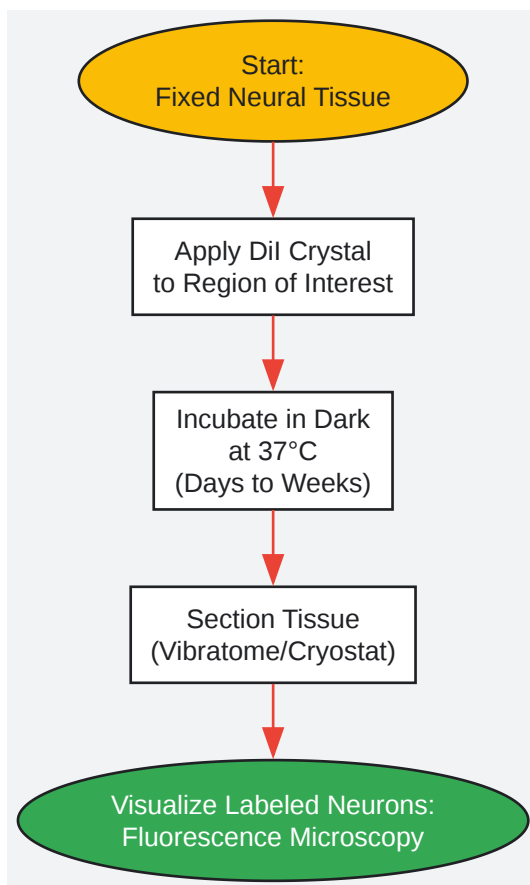 Start:
Fixed Neural Tissue
Apply DiI Crystal
to Region of Interest
Incubate in Dark
at 37°C
(Days to Weeks)
Section Tissue
(Vibratome/Cryostat)
Visualize Labeled Neurons:
Fluorescence Microscopy